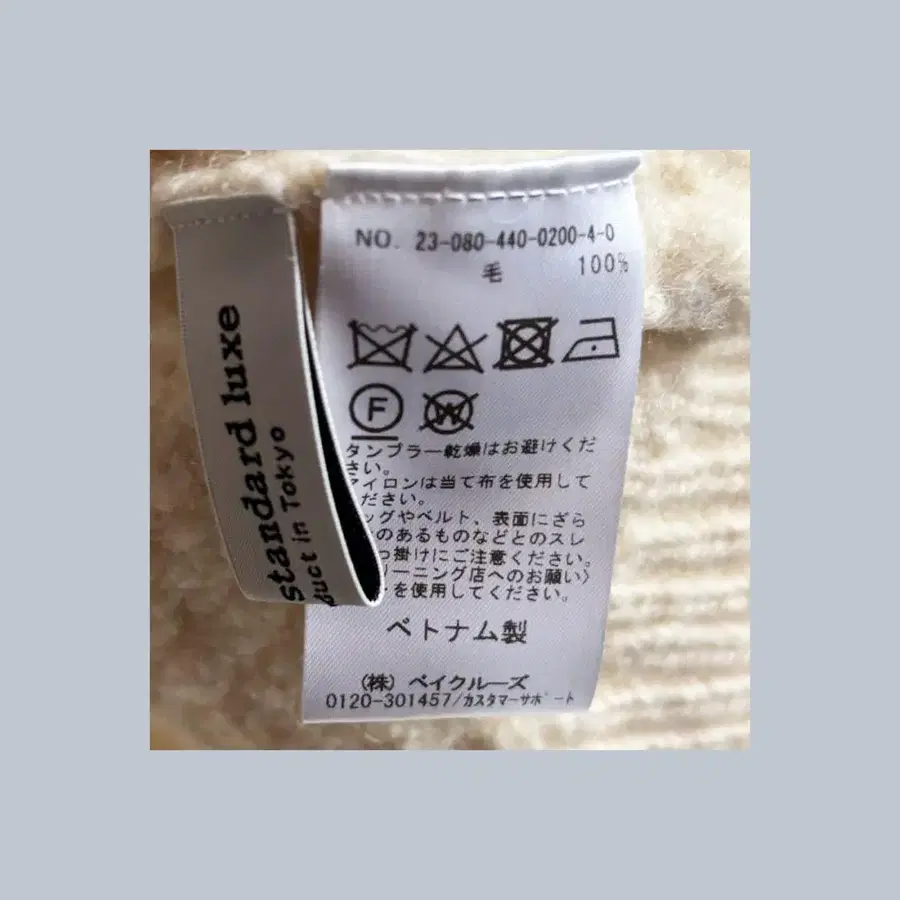 Standard luxe
duct in Tokyo
NO. 23-080-440-0200-4-0
毛 100%
F
W
タンブラー乾燥はお避けくだ
さい。
アイロンは当て布を使用して
ださい。
ッグやベルト、表面にざら
のあるものなどとのスレ
っ掛けにご注意ください。
ーニング店へのお願い〉
を使用してください。
ベトナム製
(株) ベイクルーズ
0120-301457/カスタマーサポート